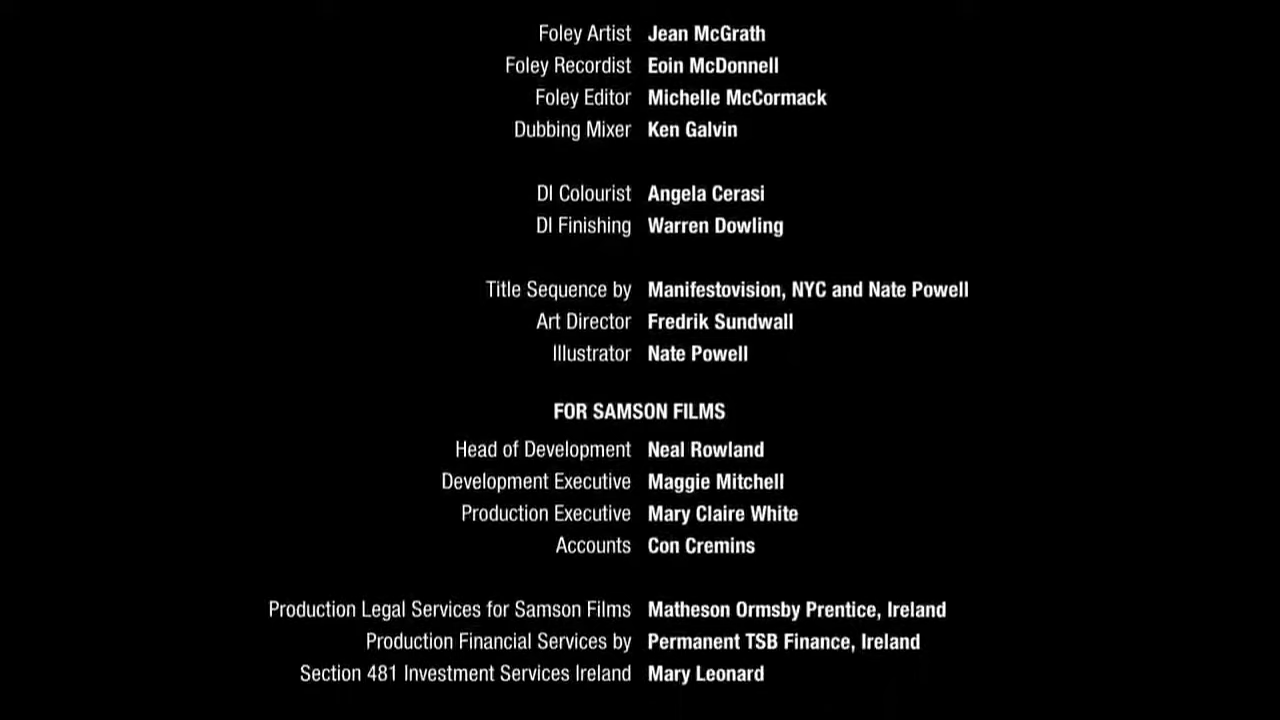 Foley Artist Jean McGrath
Foley Recordist Eoin McDonnell
Foley Editor Michelle McCormack
Dubbing Mixer Ken Galvin
DI Colourist Angela Cerasi
DI Finishing Warren Dowling
Title Sequence by Manifestovision, NYC and Nate Powell
Art Director Fredrik Sundwall
Illustrator Nate Powell
FOR SAMSON FILMS
Head of Development Neal Rowland
Development Executive Maggie Mitchell
Production Executive Mary Claire White
Accounts Con Cremins
Production Legal Services for Samson Films Matheson Ormsby Prentice, Ireland
Production Financial Services by Permanent TSB Finance, Ireland
Section 481 Investment Services Ireland Mary Leonard